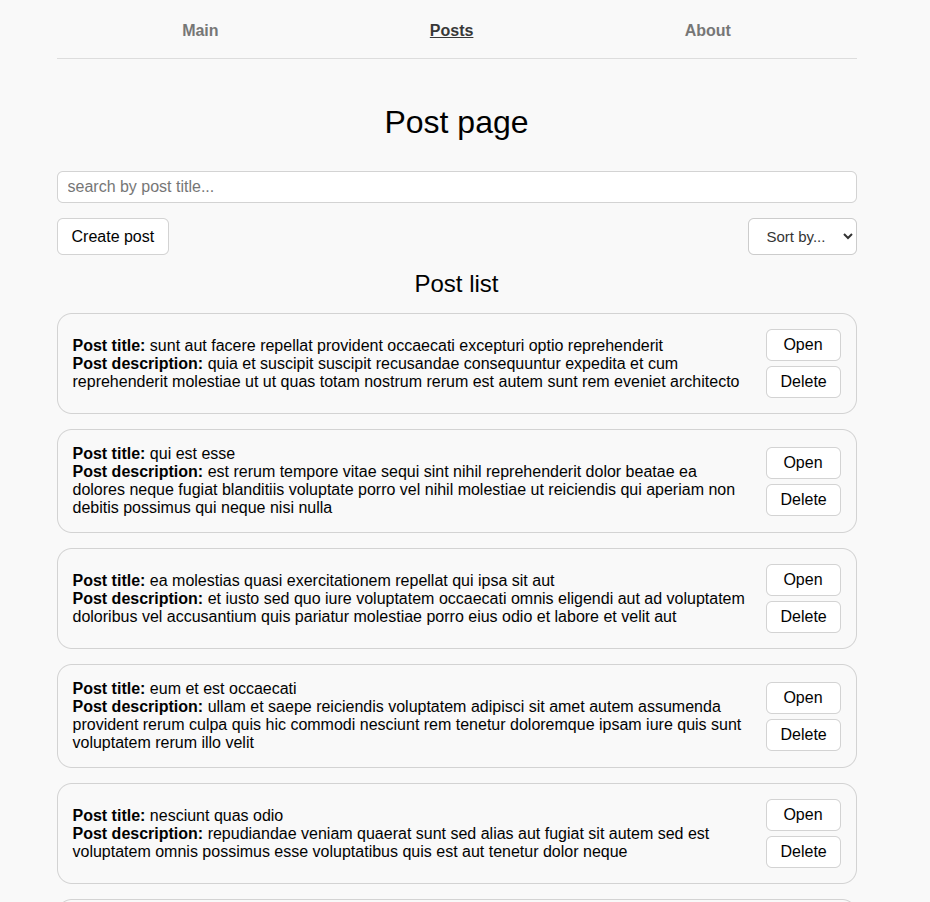 Main Posts About
Post page
search by post title...
Create post Sort by...
Post list
Post title: sunt aut facere repellat provident occaecati excepturi optio reprehenderit
Post description: quia et suscipit suscipit recusandae consequuntur expedita et cum
reprehenderit molestiae ut ut quas totam nostrum rerum est autem sunt rem eveniet architecto
Open
Delete
Post title: qui est esse
Post description: est rerum tempore vitae sequi sint nihil reprehenderit dolor beatae ea
dolores neque fugiat blanditiis voluptate porro vel nihil molestiae ut reiciendis qui aperiam non
debitis possimus qui neque nisi nulla
Open
Delete
Post title: ea molestias quasi exercitationem repellat qui ipsa sit aut
Post description: et iusto sed quo iure voluptatem occaecati omnis eligendi aut ad voluptatem
doloribus vel accusantium quis pariatur molestiae porro eius odio et labore et velit aut
Open
Delete
Post title: eum et est occaecati
Post description: ullam et saepe reiciendis voluptatem adipisci sit amet autem assumenda
provident rerum culpa quis hic commodi nesciunt rem tenetur doloremque ipsam iure quis sunt
voluptatem rerum illo velit
Open
Delete
Post title: nesciunt quas odio
Post description: repudiandae veniam quaerat sunt sed alias aut fugiat sit autem sed est
voluptatem omnis possimus esse voluptatibus quis est aut tenetur dolor neque
Open
Delete